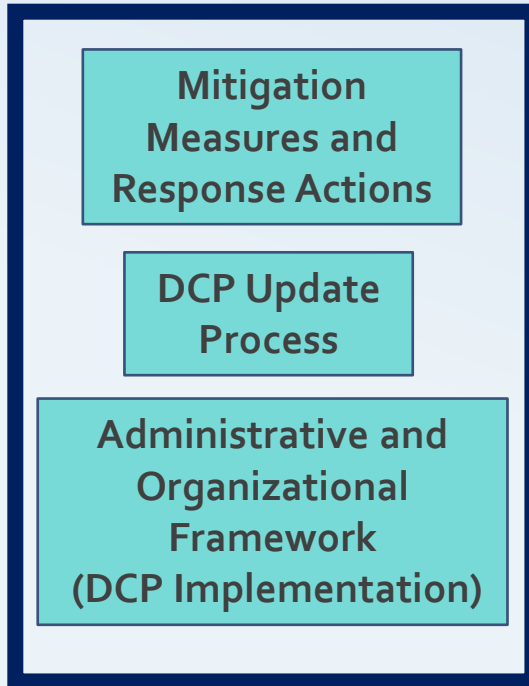 Mitigation
Measures and
Response Actions
DCP Update
Process
Administrative and
Organizational
Framework
(DCP Implementation)